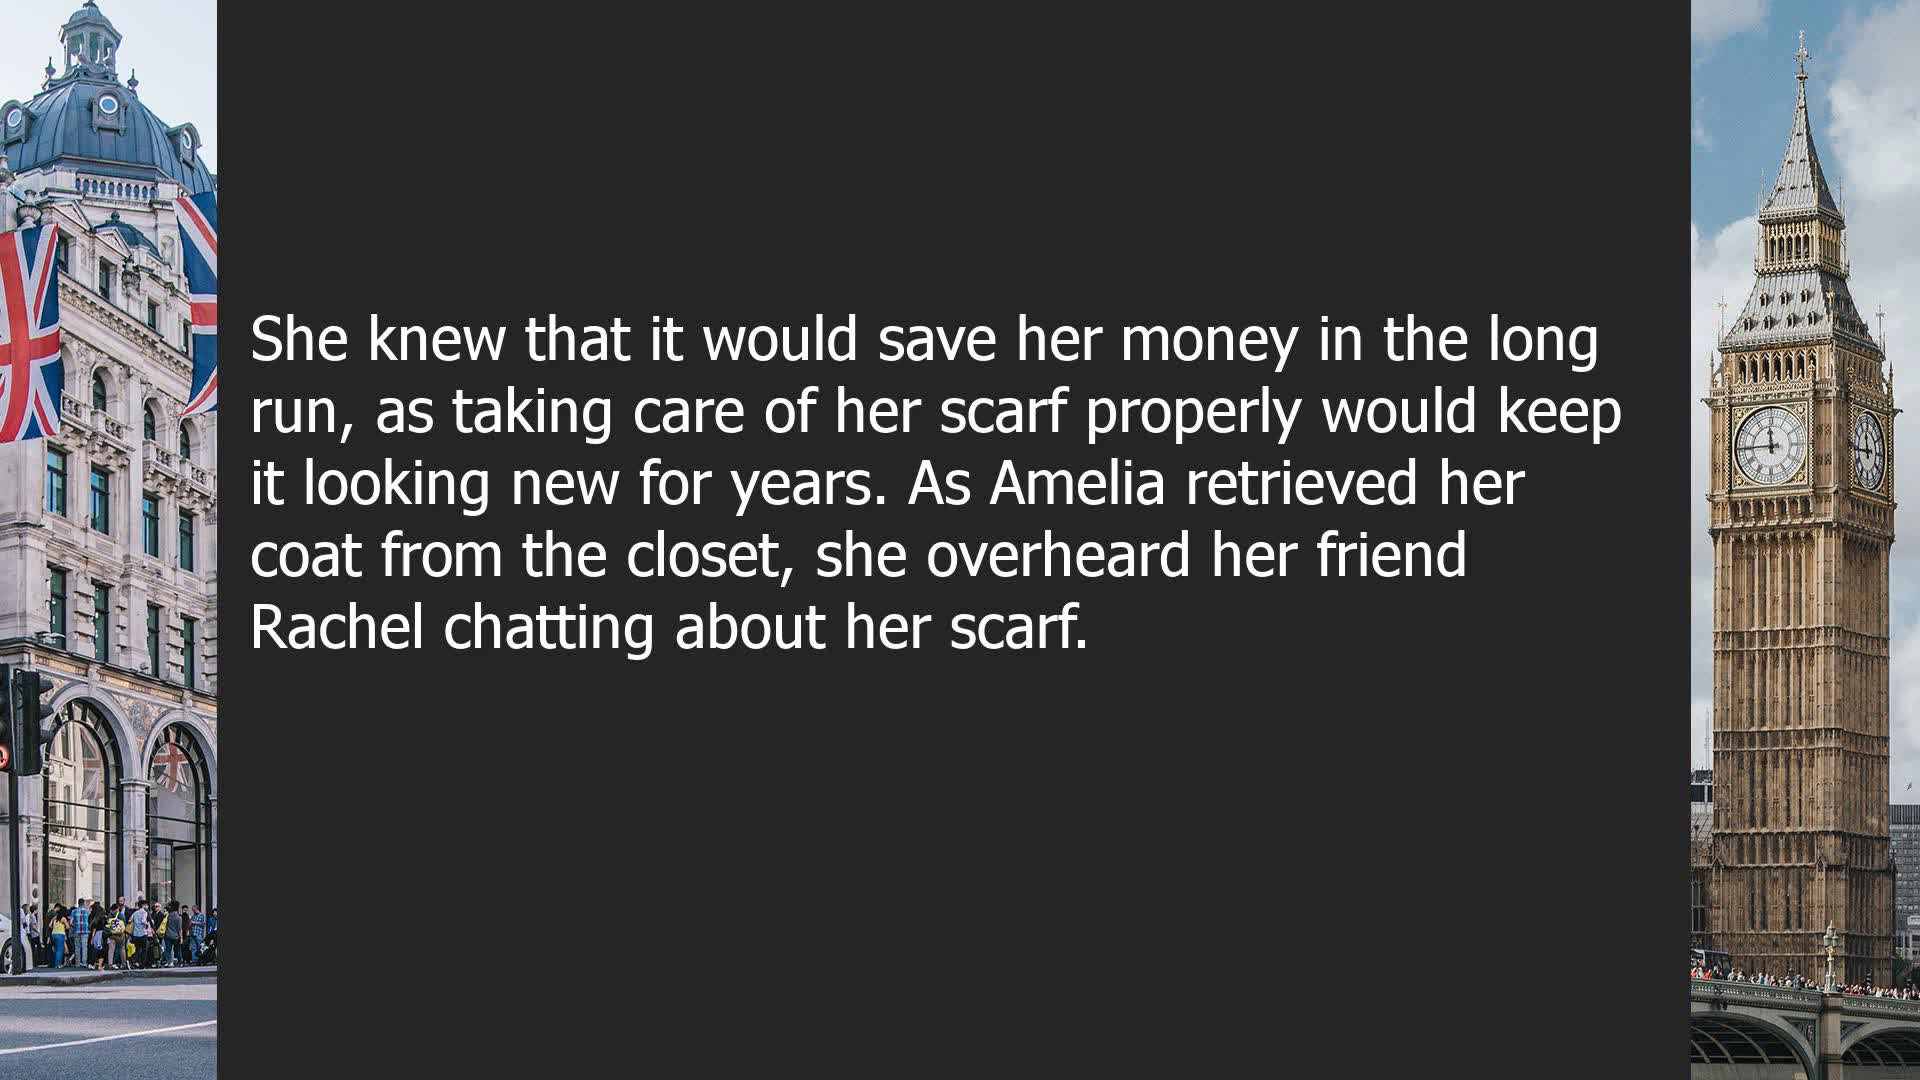 She knew that it would save her money in the long
run, as taking care of her scarf properly would keep
it looking new for years. As Amelia retrieved her
coat from the closet, she overheard her friend
Rachel chatting about her scarf.